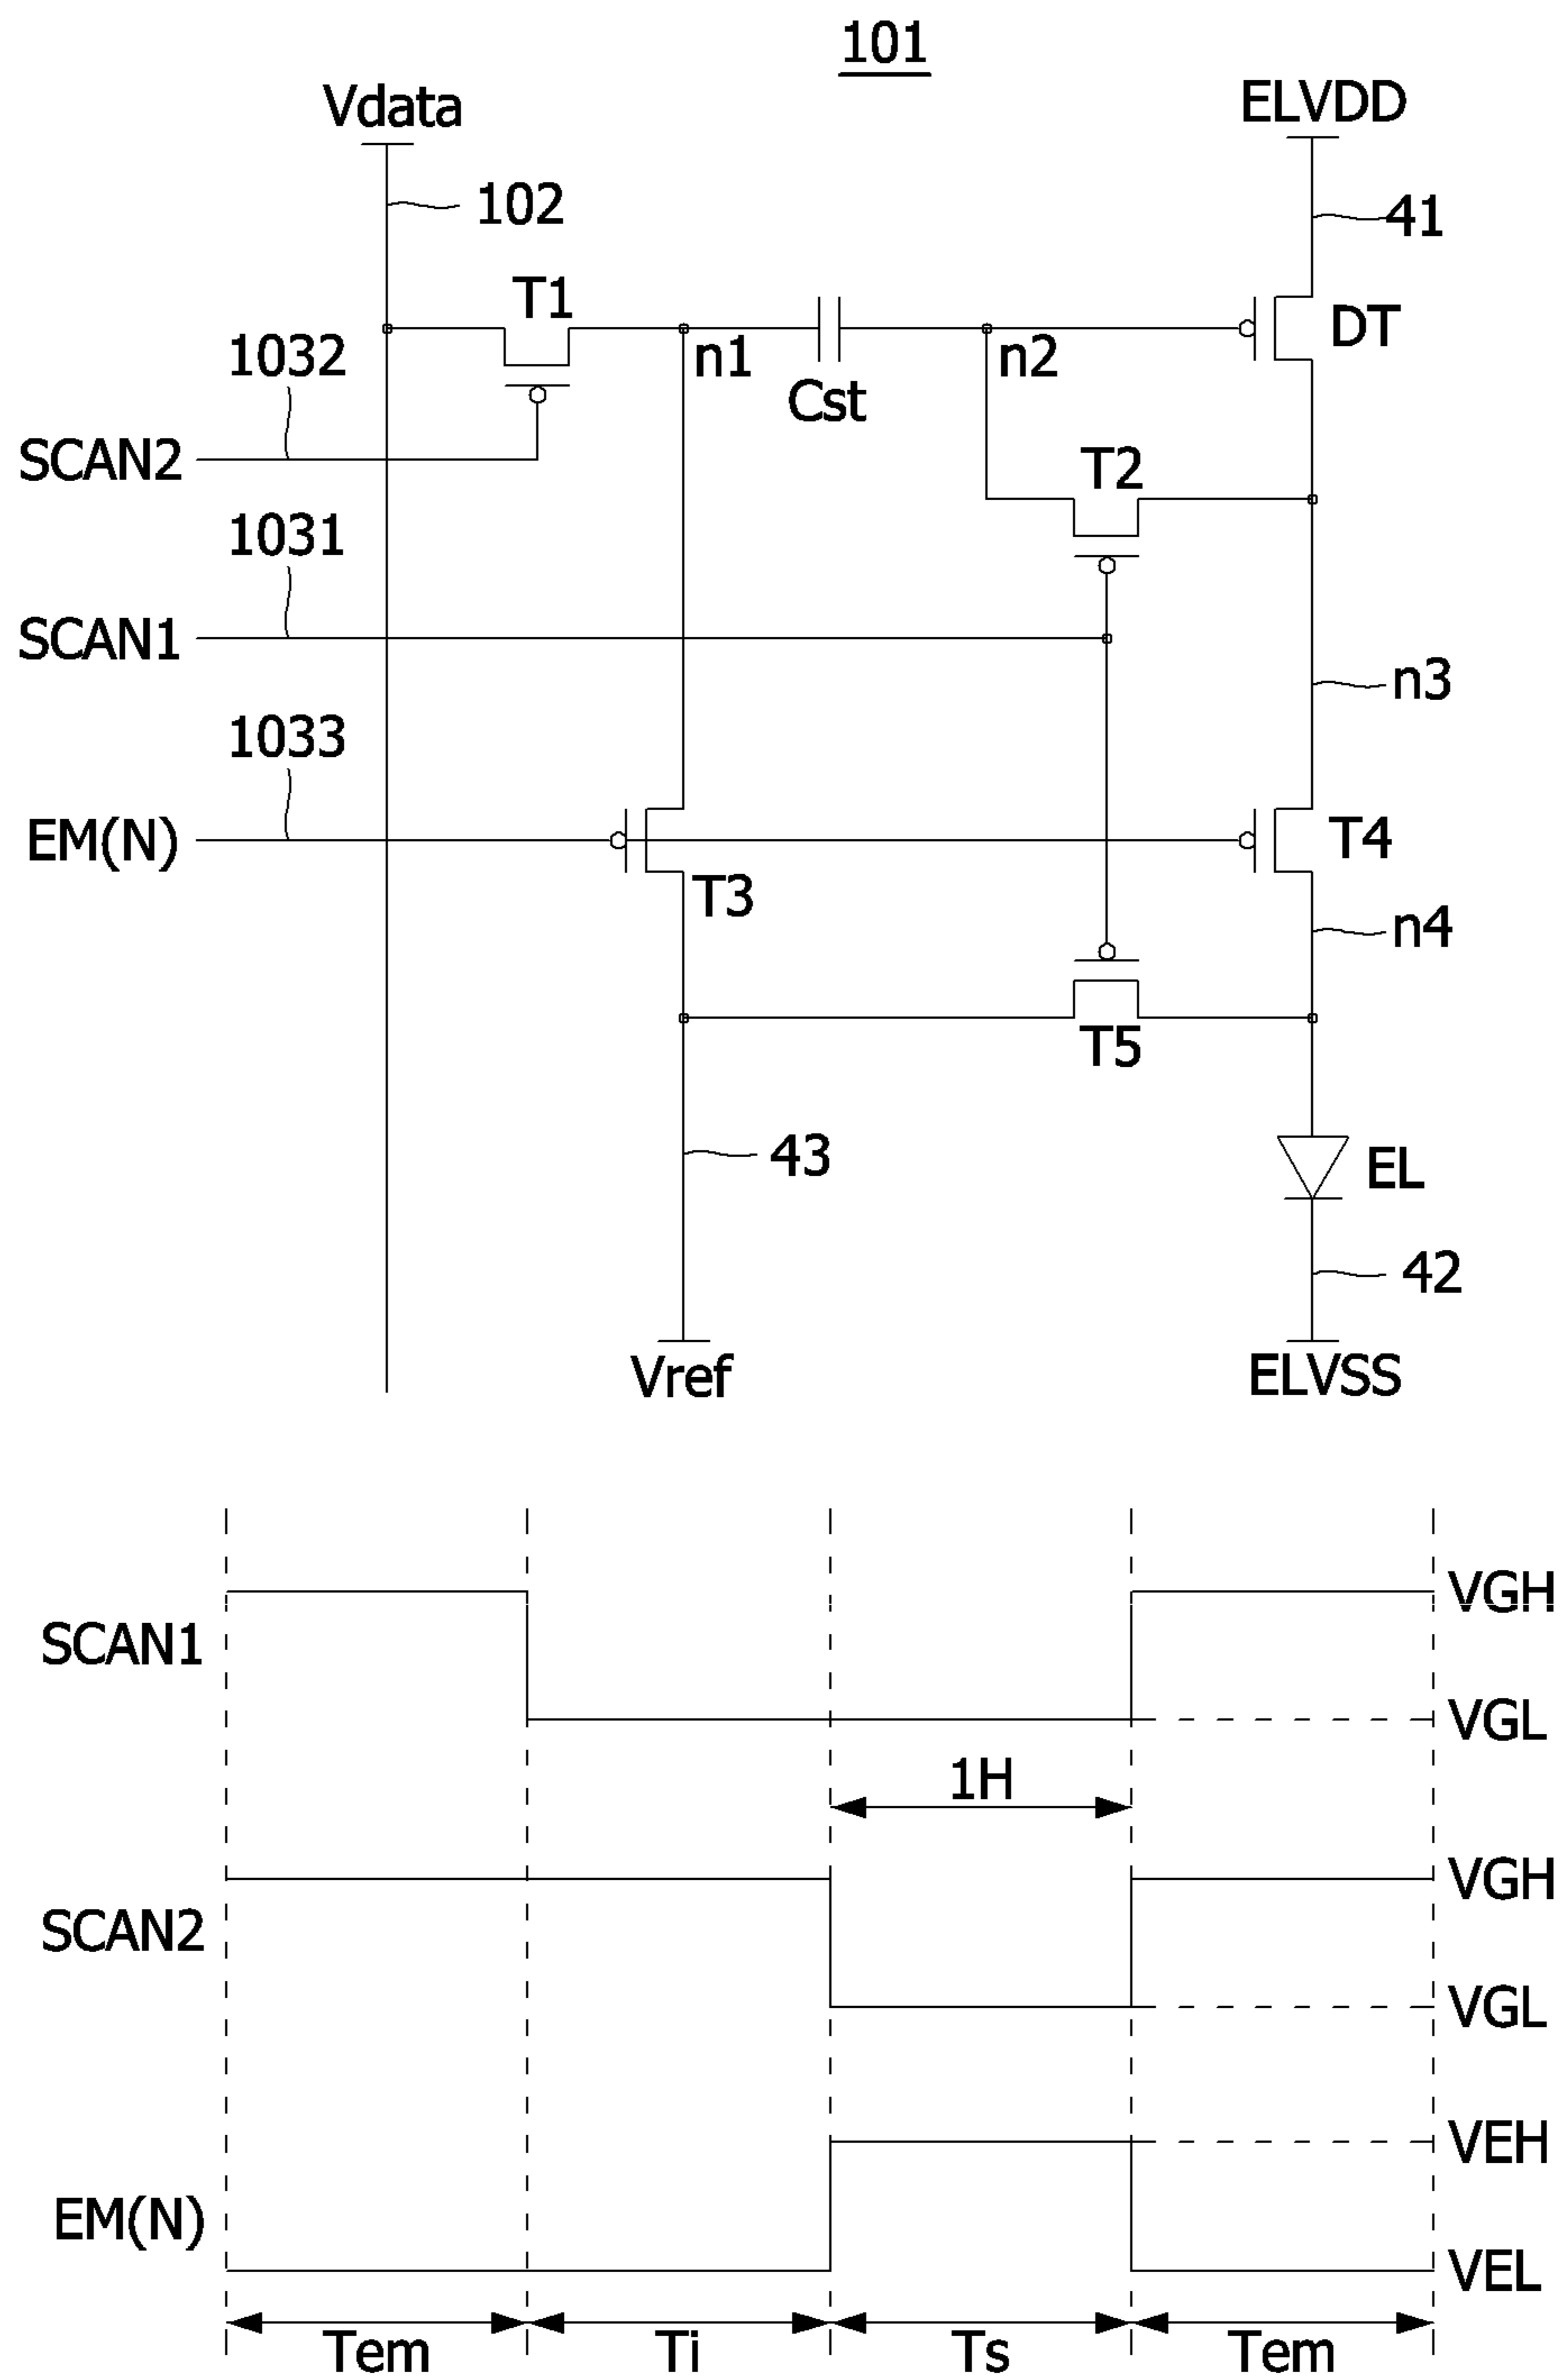 101
Vdata
ELVDD
102
41
T1
DT
1032
n1
n2
Cst
SCAN2
T2
1031
SCAN1
n3
1033
EM(N)
T4
T3
n4
T5
43
EL
42
Vref
ELVSS
VGH
SCAN1
VGL
1H
VGH
SCAN2
VGL
VEH
EM(N)
VEL
Tem
Ti
Ts
Tem